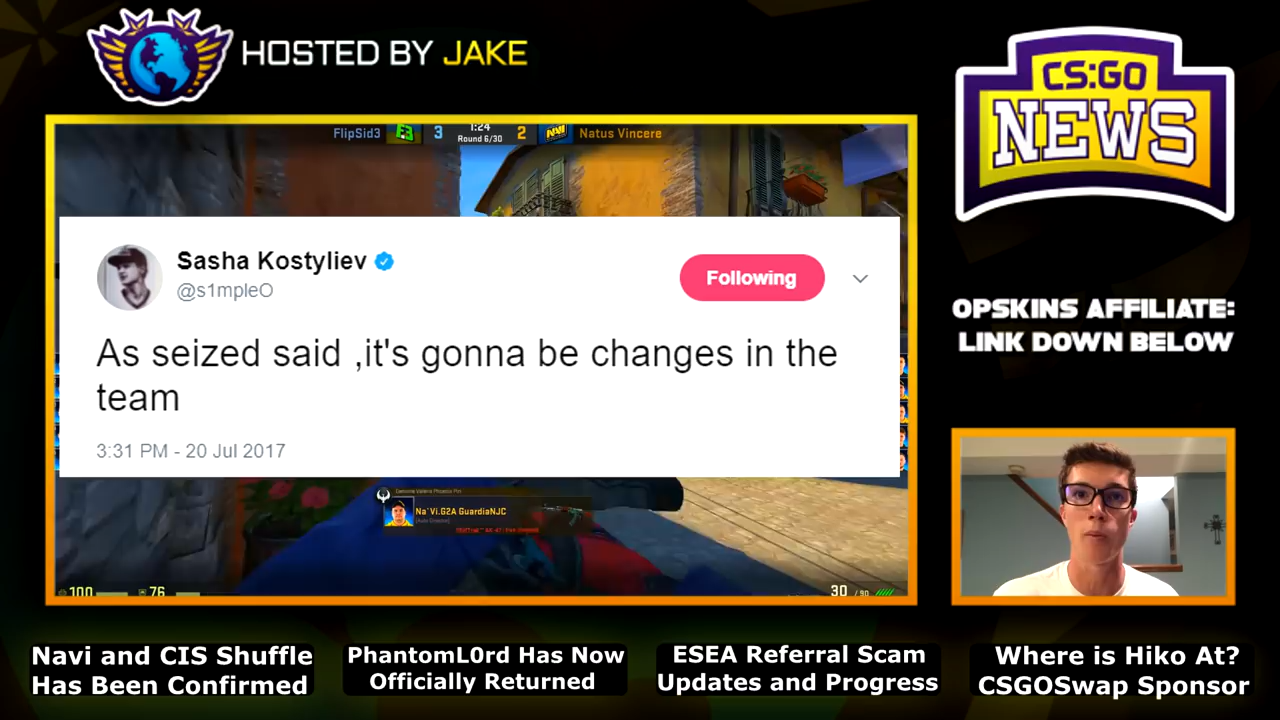 HOSTED BY JAKE
CS:GO
NEWS
FlipSid3 3 1:24 2 Natus Vincere
Round 6/30
Sasha Kostyliev
@s1mpleO
Following
As seized said ,it's gonna be changes in the
team
3:31 PM - 20 Jul 2017
OPSKINS AFFILIATE:
LINK DOWN BELOW
Na`Vi.G2A GuardiaNJC
100 76
30 / 90
Navi and CIS Shuffle
Has Been Confirmed
PhantomL0rd Has Now
Officially Returned
ESEA Referral Scam
Updates and Progress
Where is Hiko At?
CSGOSwap Sponsor